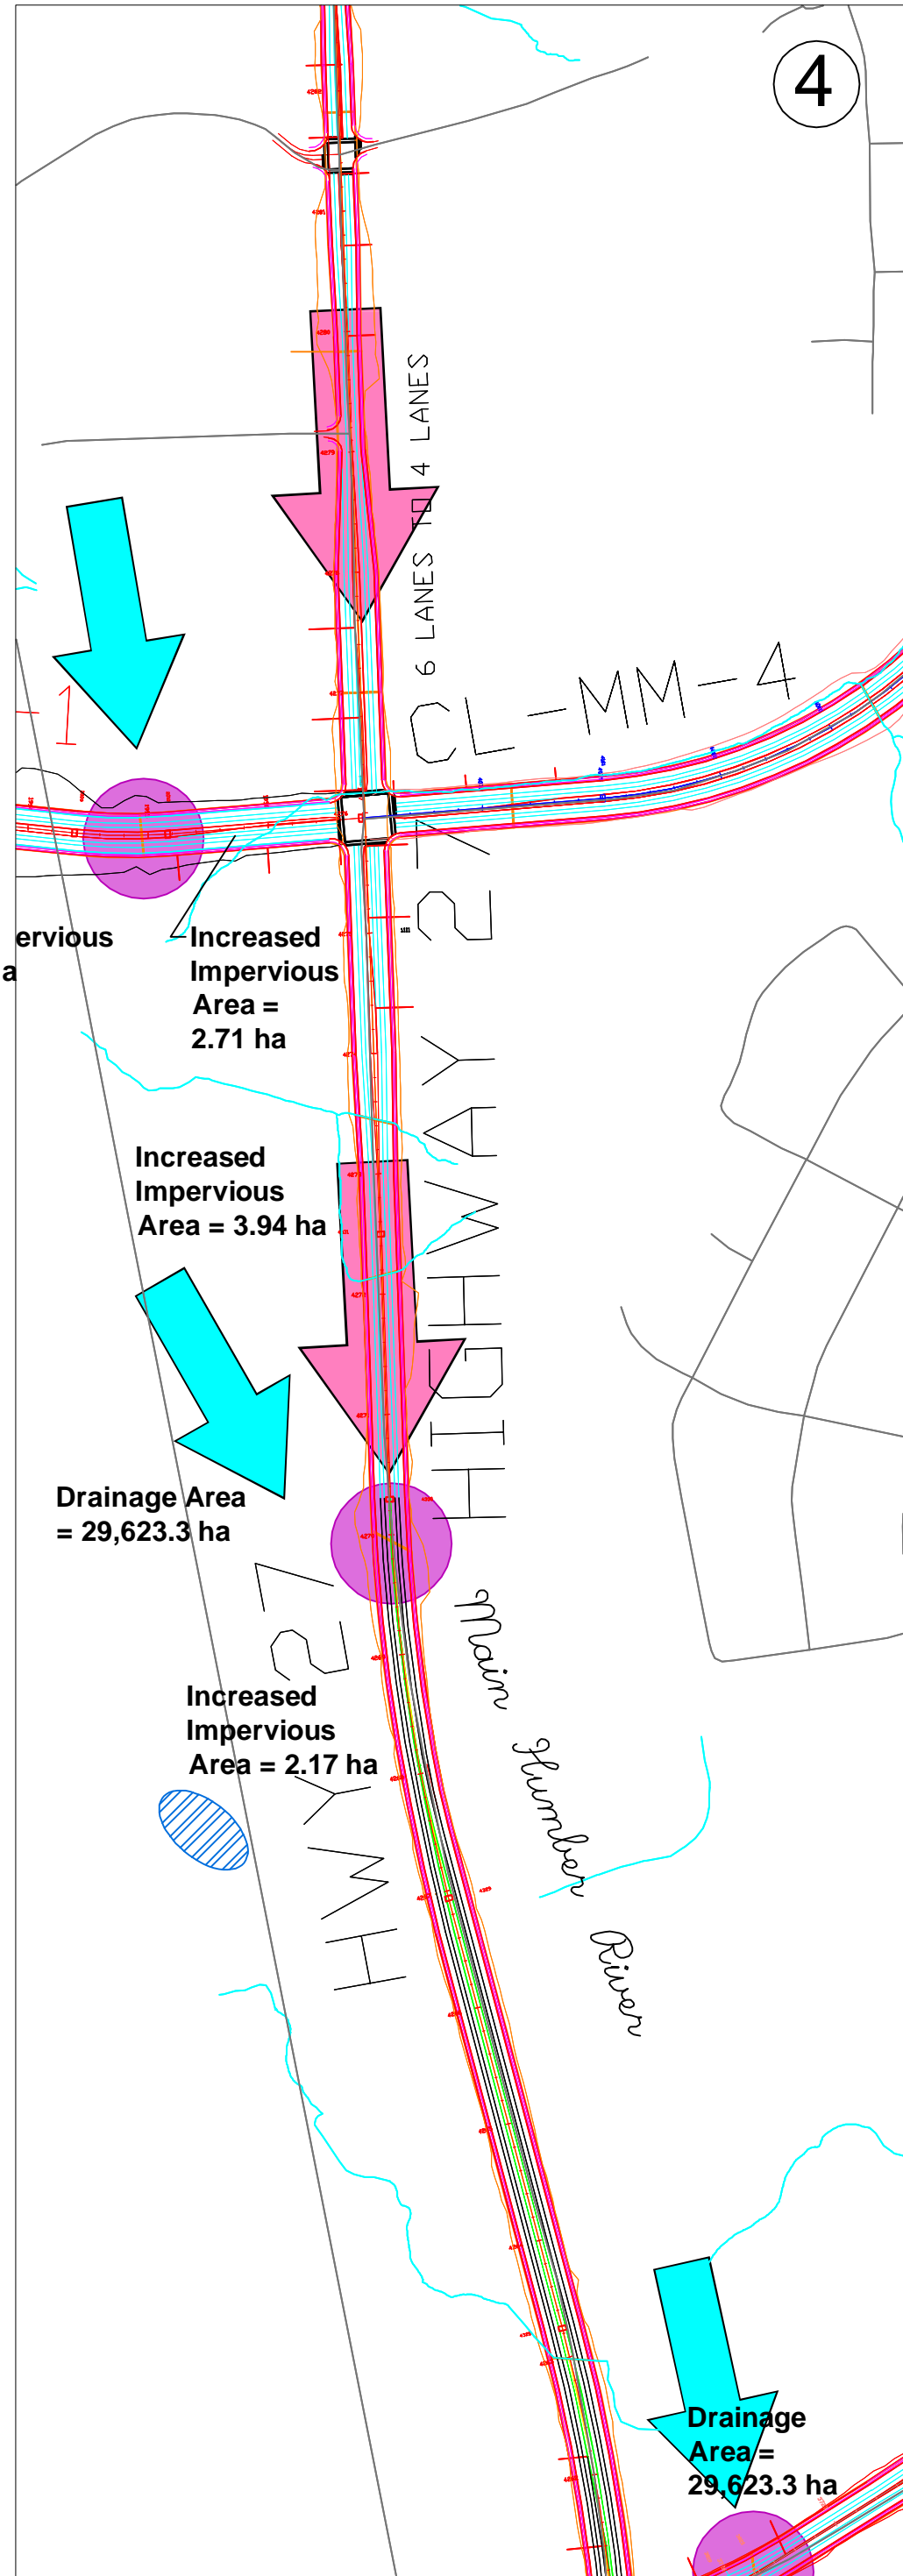 4
6 LANES TO 4 LANES
CL-MM-4
1
ervious
a
Increased
Impervious
Area =
2.71 ha
HIGHWAY 27
Increased
Impervious
Area = 3.94 ha
Drainage Area
= 29,623.3 ha
HWY 27
Increased
Impervious
Area = 2.17 ha
Main Humber River
Drainage
Area =
29,623.3 ha